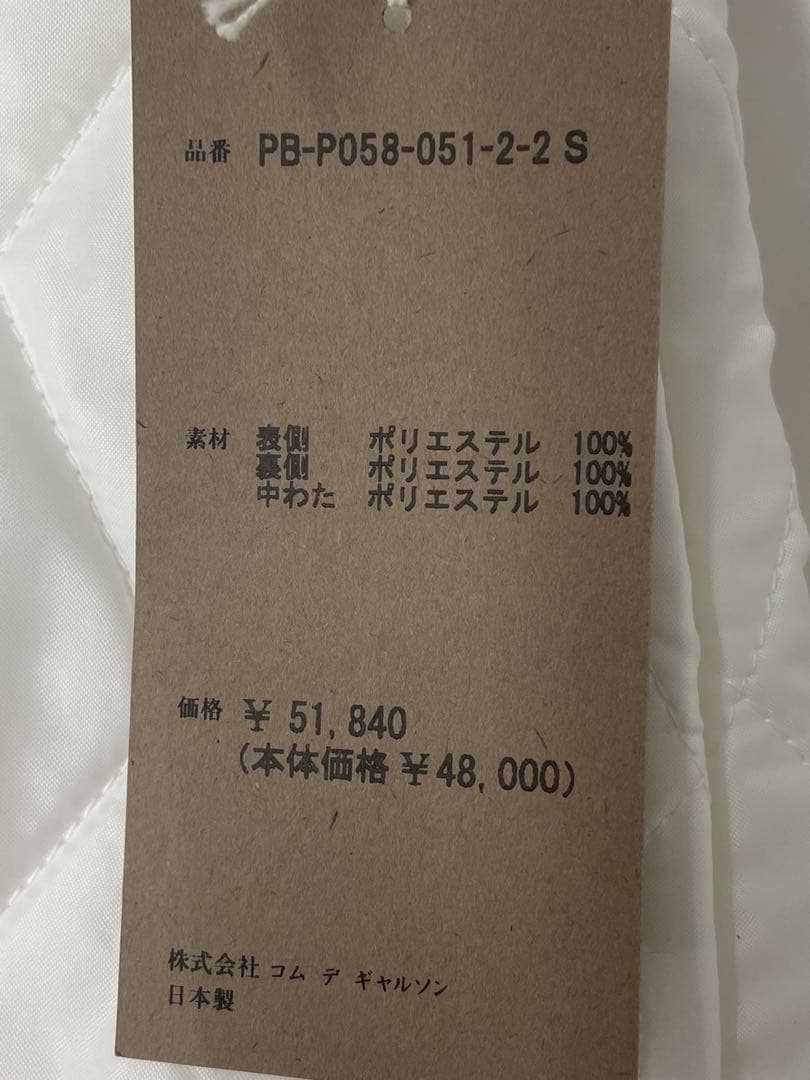 品番 PB-P058-051-2-2 S
素材 表側 ポリエステル 100%
裏側 ポリエステル 100%
中わた ポリエステル 100%
価格 ¥ 51,840
(本体価格 ¥48,000)
株式会社 コム デ ギャルソン
日本製